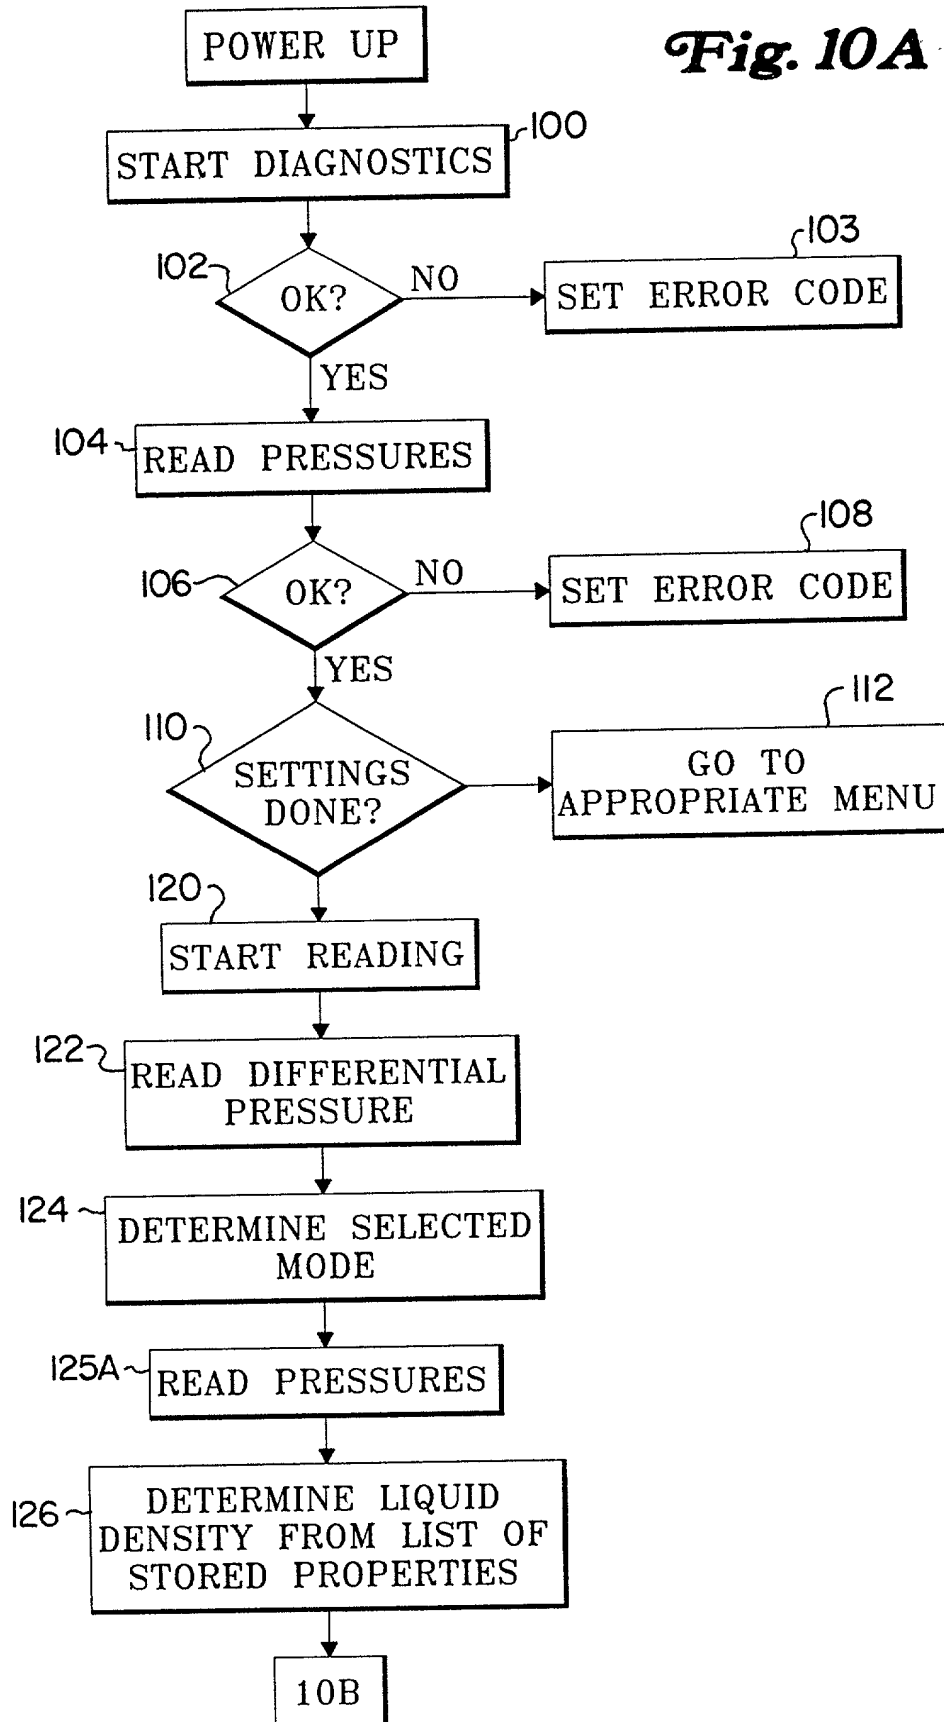 Fig. 10A
POWER UP
100
START DIAGNOSTICS
102
OK?
NO
103
SET ERROR CODE
YES
104
READ PRESSURES
106
OK?
NO
108
SET ERROR CODE
YES
110
SETTINGS
DONE?
112
GO TO
APPROPRIATE MENU
120
START READING
122
READ DIFFERENTIAL
PRESSURE
124
DETERMINE SELECTED
MODE
125A
READ PRESSURES
126
DETERMINE LIQUID
DENSITY FROM LIST OF
STORED PROPERTIES
10B